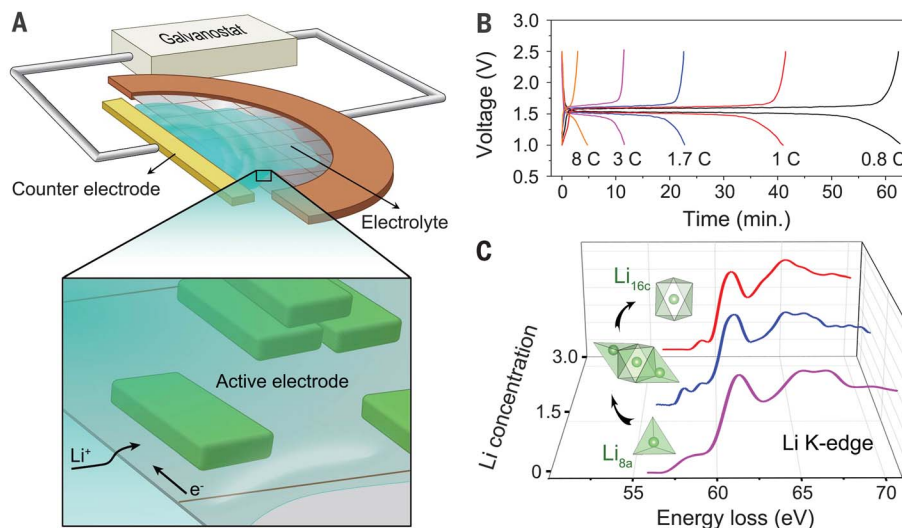 A
Galvanostat
Counter electrode
Electrolyte
Active electrode
Li⁺
e⁻
B
Voltage (V)
3.0
2.5
2.0
1.5
1.0
0.5
8 C
3 C
1.7 C
1 C
0.8 C
0
10
20
30
40
50
60
Time (min.)
C
Li concentration
3.0
1.5
0
Li₁₆c
Li₈a
Li K-edge
55
60
65
70
Energy loss (eV)